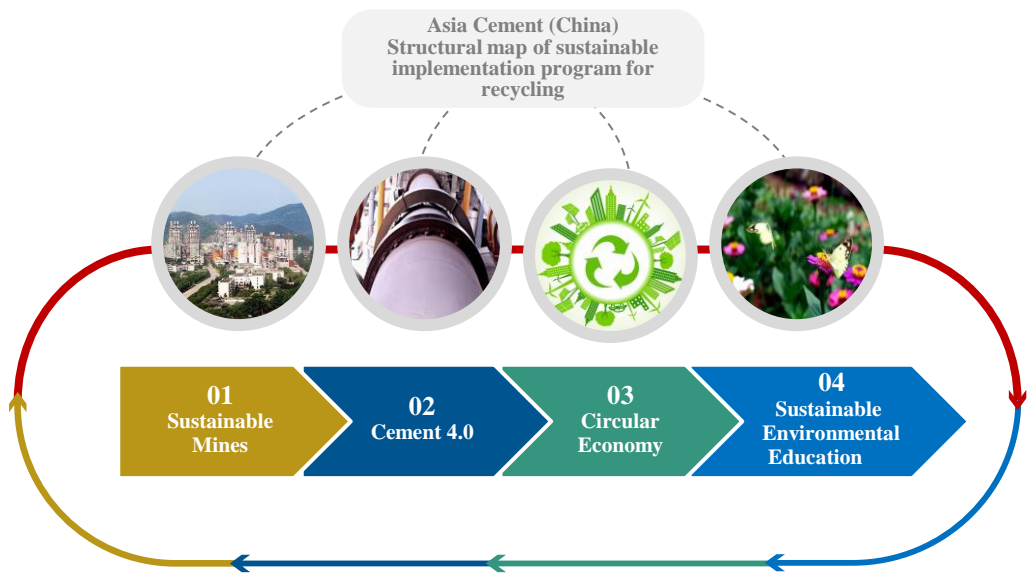 Asia Cement (China)
Structural map of sustainable
implementation program for
recycling
01
Sustainable
Mines
02
Cement 4.0
03
Circular
Economy
04
Sustainable
Environmental
Education